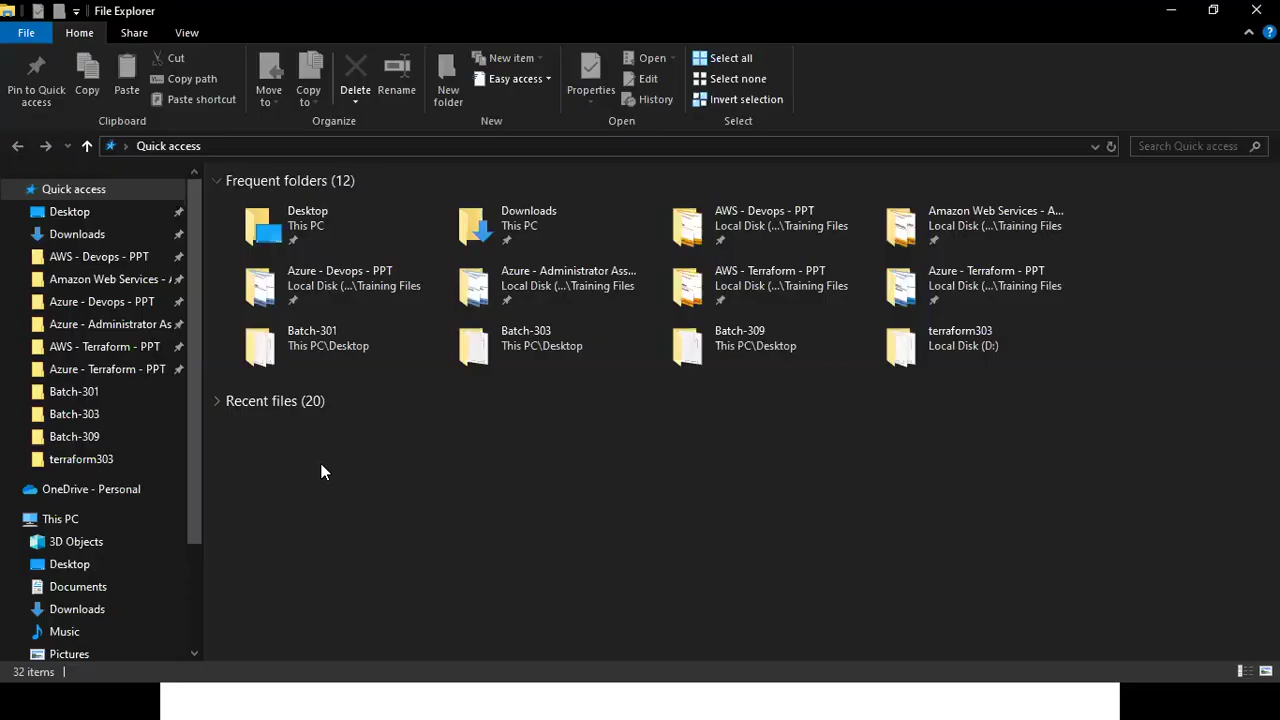 File Explorer
File Home Share View
Pin to Quick access
Copy
Paste
Cut
Copy path
Paste shortcut
Clipboard
Move to
Copy to
Delete
Rename
Organize
New folder
New item
Easy access
New
Properties
Open
Edit
History
Open
Select all
Select none
Invert selection
Select
Quick access
Search Quick access
Quick access
Desktop
Downloads
AWS - Devops - PPT
Amazon Web Services - A
Azure - Devops - PPT
Azure - Administrator As
AWS - Terraform - PPT
Azure - Terraform - PPT
Batch-301
Batch-303
Batch-309
terraform303
OneDrive - Personal
This PC
3D Objects
Desktop
Documents
Downloads
Music
Pictures
Frequent folders (12)
Desktop
This PC
Downloads
This PC
AWS - Devops - PPT
Local Disk (...\Training Files
Amazon Web Services - A...
Local Disk (...\Training Files
Azure - Devops - PPT
Local Disk (...\Training Files
Azure - Administrator Ass...
Local Disk (...\Training Files
AWS - Terraform - PPT
Local Disk (...\Training Files
Azure - Terraform - PPT
Local Disk (...\Training Files
Batch-301
This PC\Desktop
Batch-303
This PC\Desktop
Batch-309
This PC\Desktop
terraform303
Local Disk (D:)
Recent files (20)
32 items